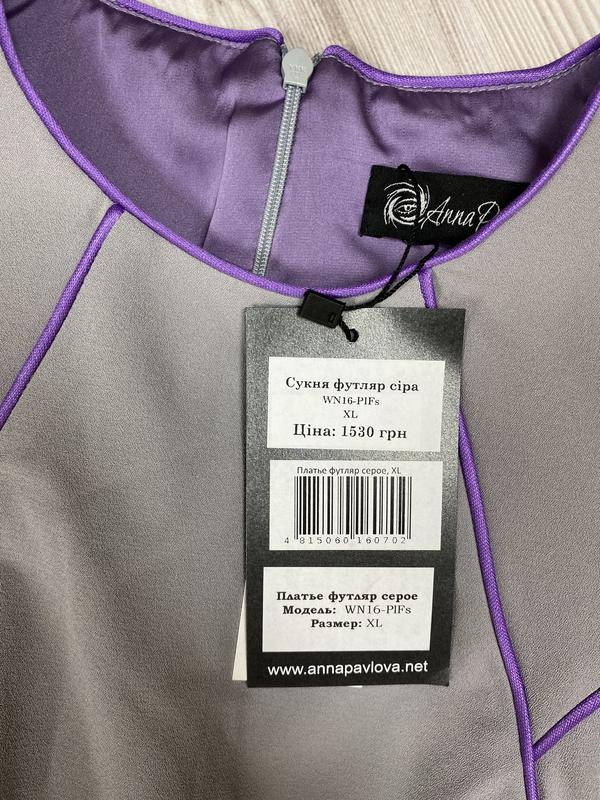 Anna
Сукня футляр сіра
WN16-PlFs
XL
Ціна: 1530 грн
Платье футляр серое, XL
4 815060 160702
Платье футляр серое
Модель: WN16-PlFs
Размер: XL
www.annapavlova.net